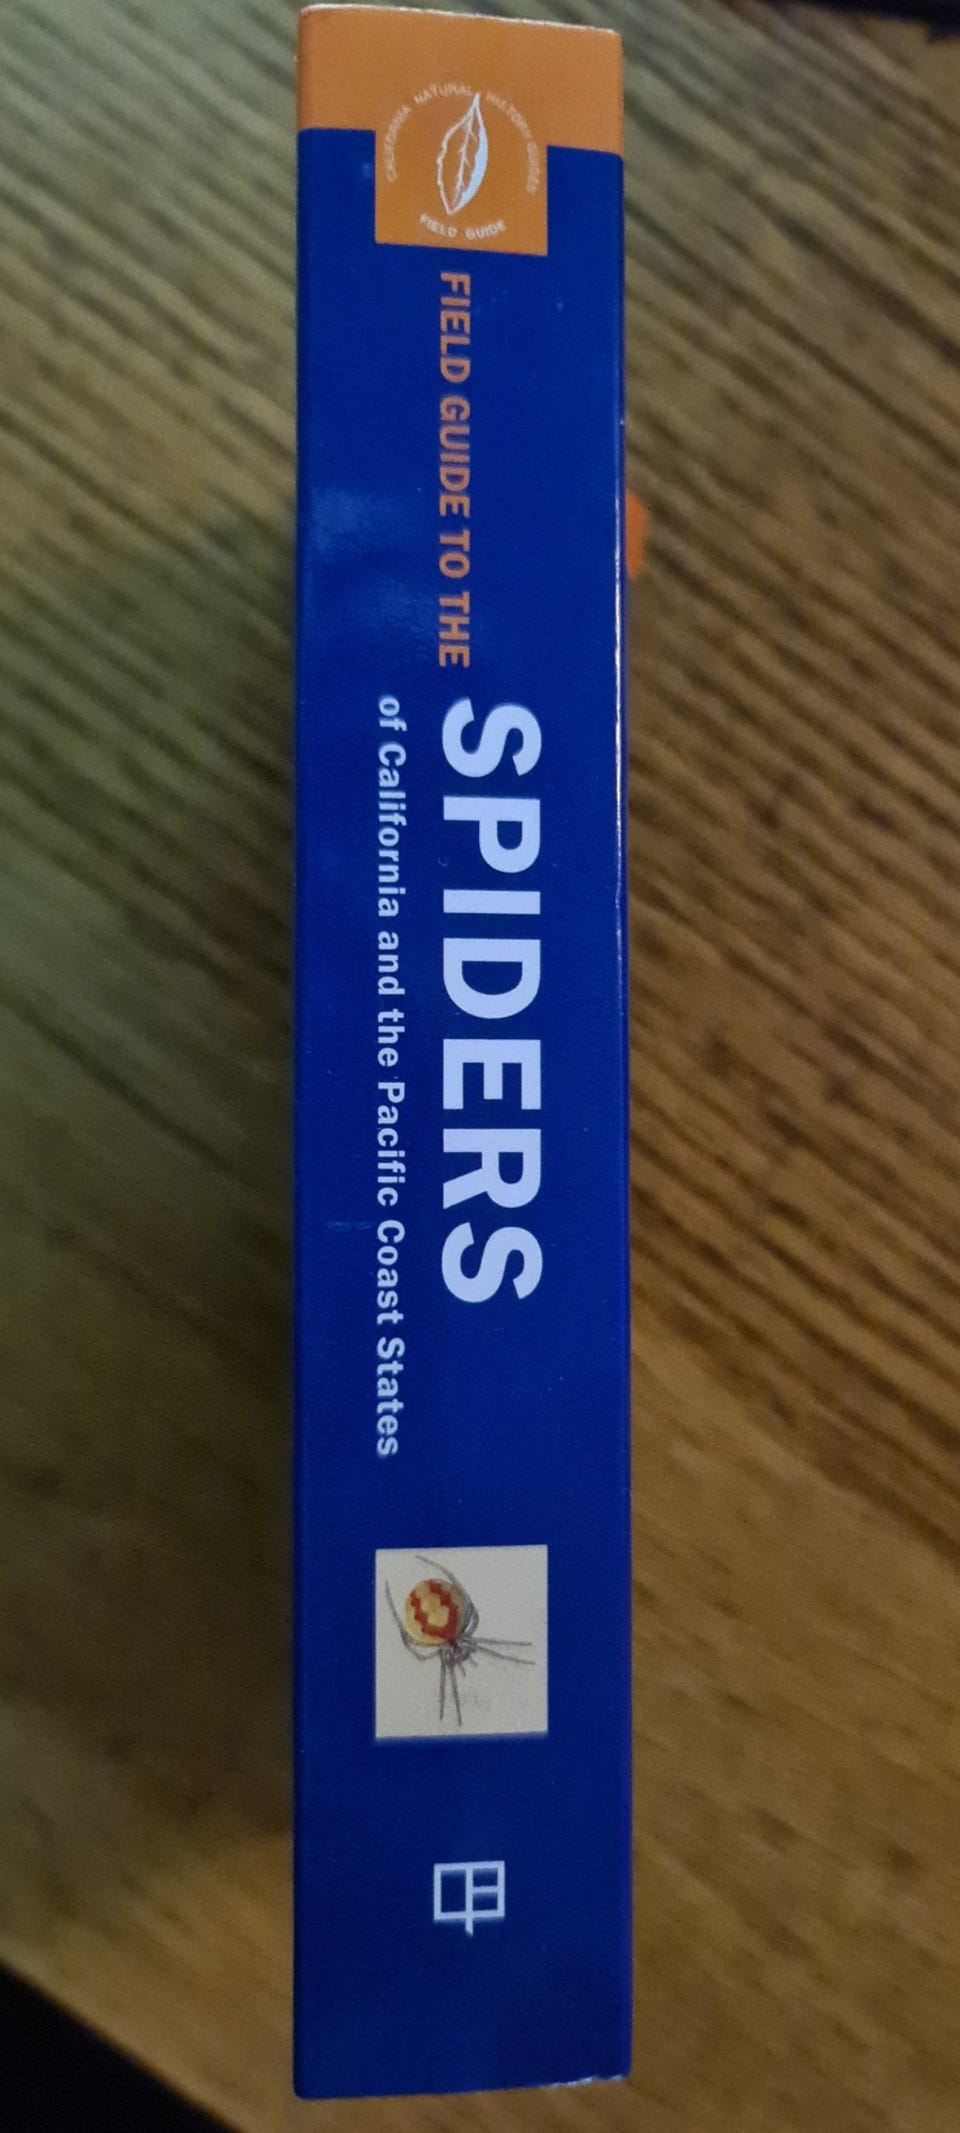 CALIFORNIA NATURAL HISTORY GUIDES
FIELD GUIDE
FIELD GUIDE TO THE
SPIDERS
of California and the Pacific Coast States